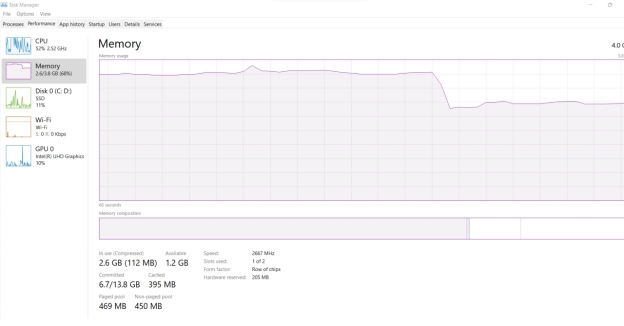 Task Manager
File Options View
Processes Performance App history Startup Users Details Services
CPU
52% 2.52 GHz
Memory
2.6/3.8 GB (68%)
Disk 0 (C: D:)
SSD
11%
Wi-Fi
Wi-Fi
S: 0 R: 0 Kbps
GPU 0
Intel(R) UHD Graphics
10%
Memory
4.0 G
Memory usage
3.8
60 seconds
Memory composition
In use (Compressed) Available
2.6 GB (112 MB) 1.2 GB
Committed Cached
6.7/13.8 GB 395 MB
Paged pool Non-paged pool
469 MB 450 MB
Speed: 2667 MHz
Slots used: 1 of 2
Form factor: Row of chips
Hardware reserved: 205 MB